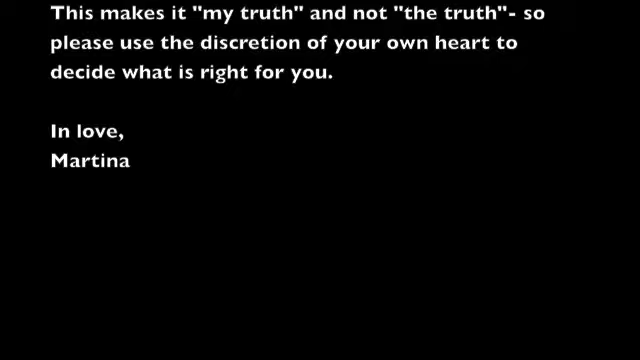 This makes it "my truth" and not "the truth"- so
please use the discretion of your own heart to
decide what is right for you.
In love,
Martina